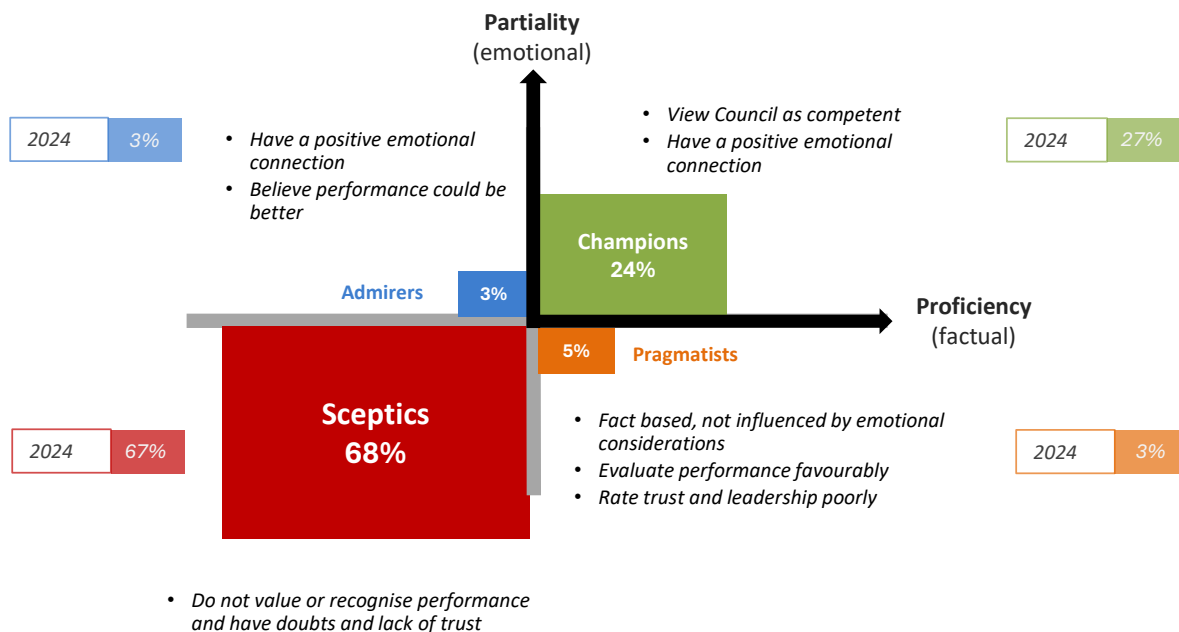 Partiality
(emotional)
2024 3%
• Have a positive emotional
connection
• Believe performance could be
better
• View Council as competent
• Have a positive emotional
connection
2024 27%
Champions
24%
Admirers
3%
Proficiency
(factual)
5%
Pragmatists
Sceptics
68%
2024 67%
• Fact based, not influenced by emotional
considerations
• Evaluate performance favourably
• Rate trust and leadership poorly
2024 3%
• Do not value or recognise performance
and have doubts and lack of trust